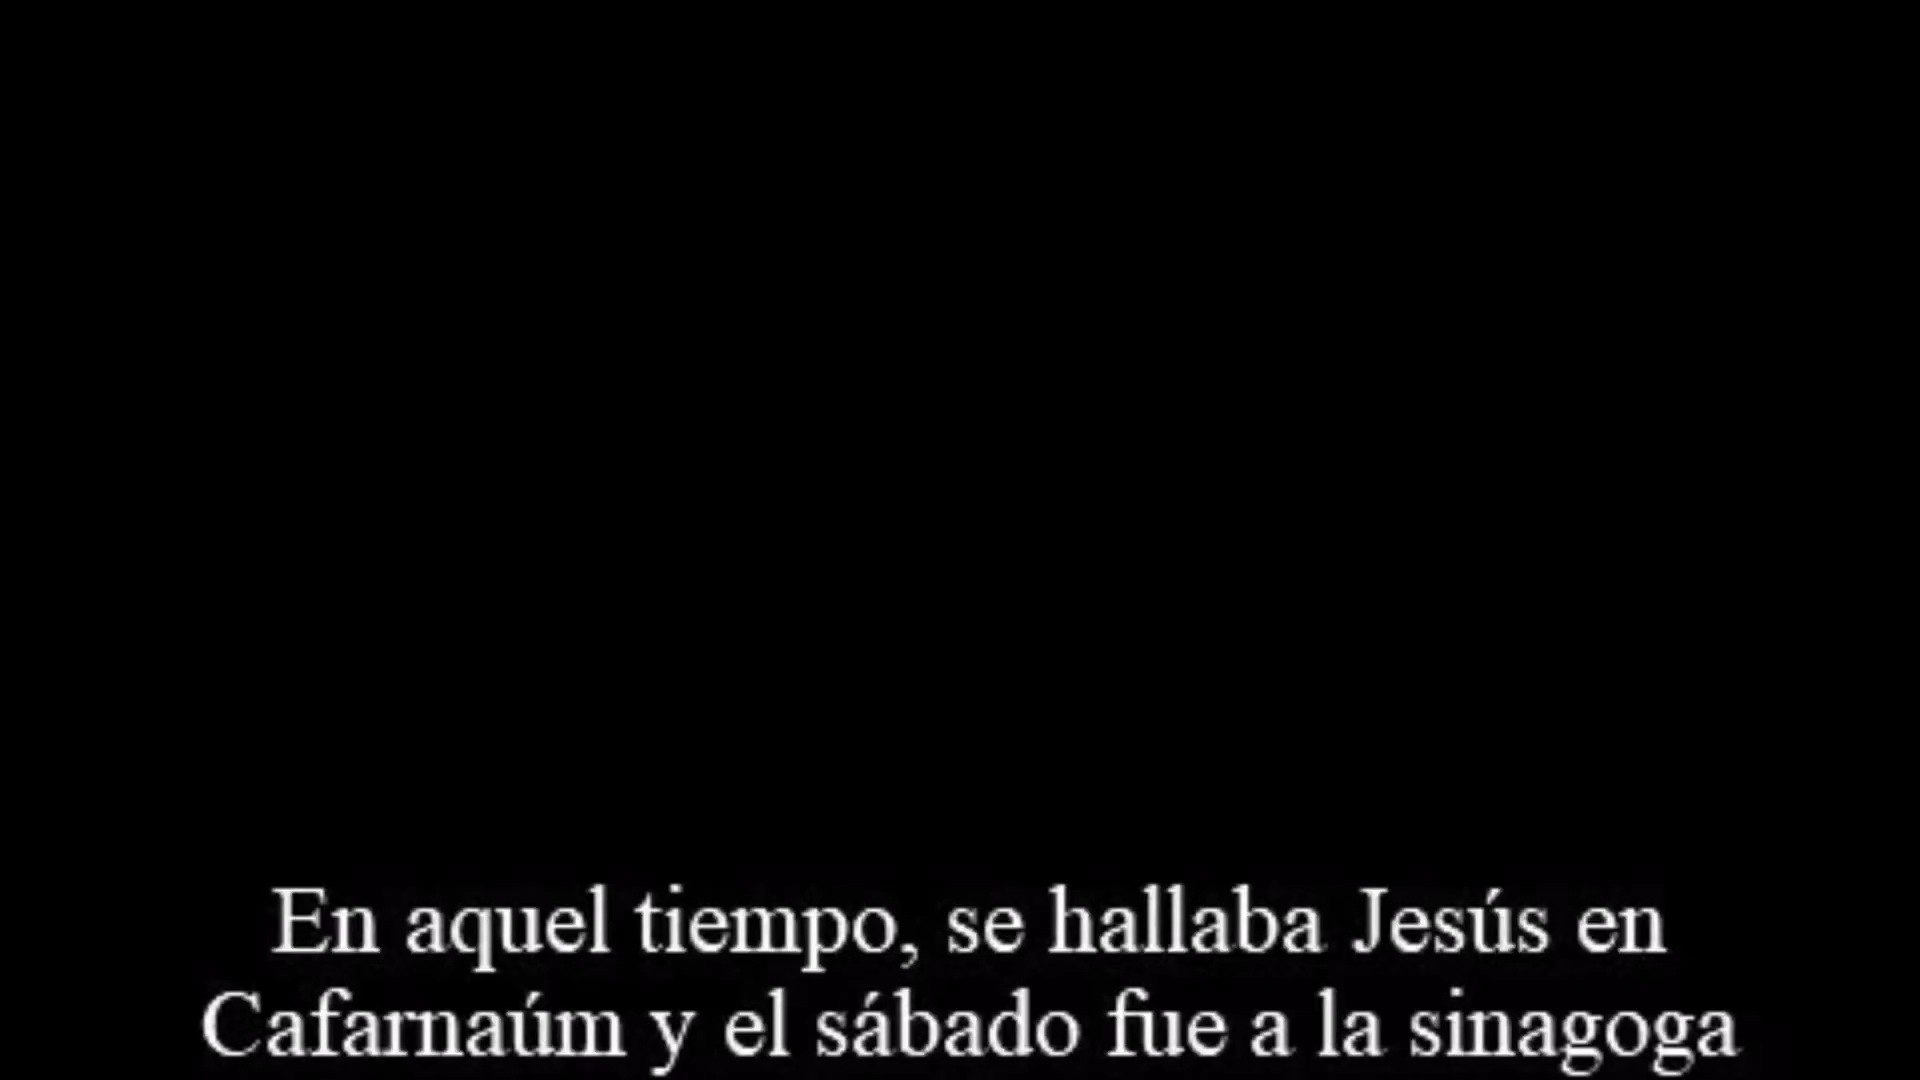 En aquel tiempo, se hallaba Jesús en
Cafarnaúm y el sábado fue a la sinagoga